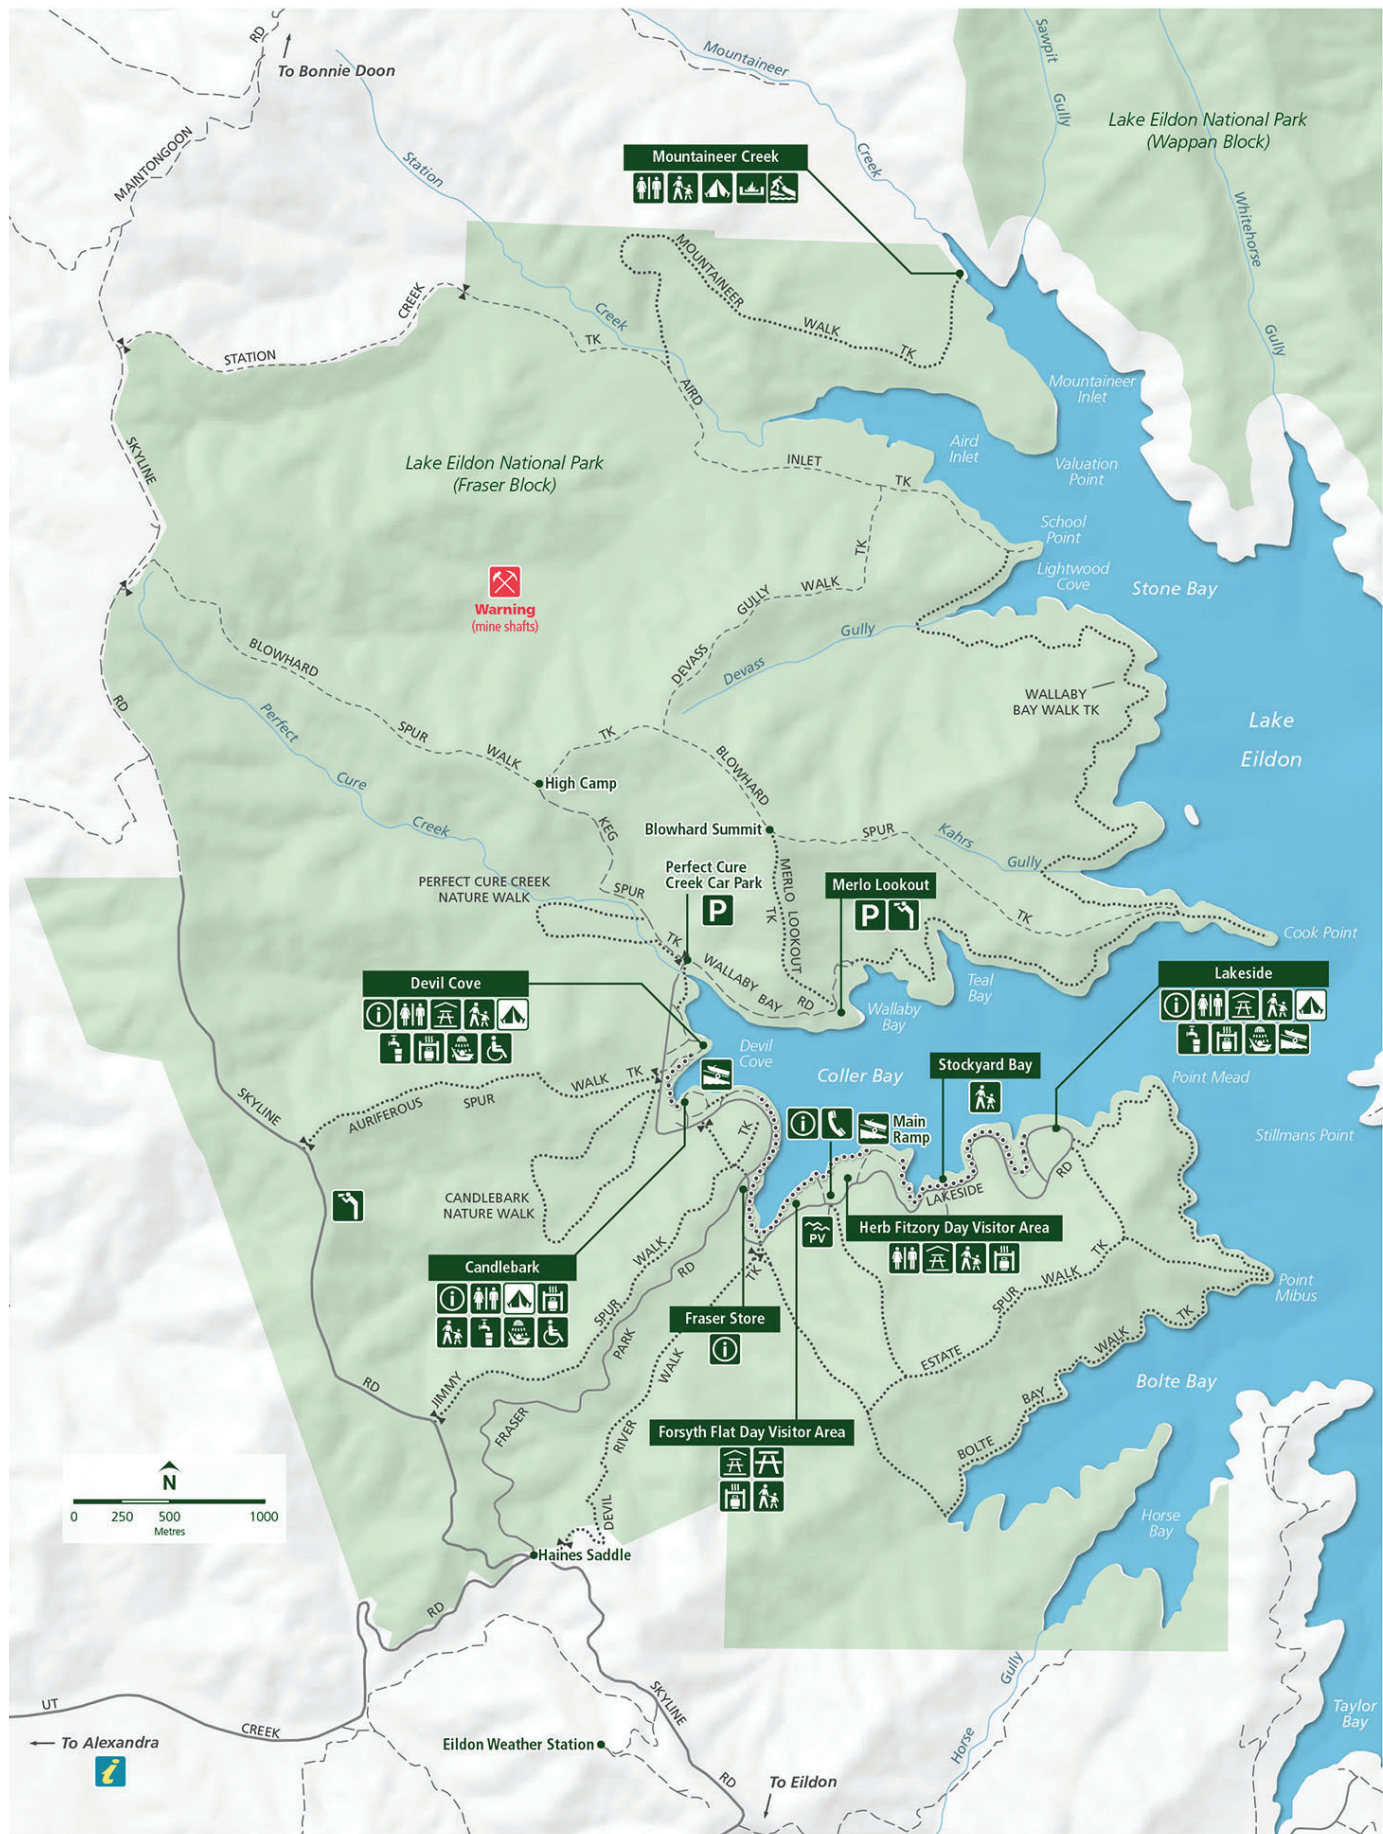 RD
To Bonnie Doon
Mountaineer
Creek
Sawpit
Gully
Lake Eildon National Park
(Wappan Block)
Whitehorse
Gully
MAINTONGOON
Station
Creek
Mountaineer Creek
MOUNTAINEER
WALK
TK
STATION
CREEK
TK
AIRD
INLET
TK
Mountaineer
Inlet
Aird
Inlet
Valuation
Point
School
Point
Lightwood
Cove
Stone Bay
SKYLINE
RD
Lake Eildon National Park
(Fraser Block)
Warning
(mine shafts)
TK
WALK
GULLY
DEVASS
Devass
Gully
WALLABY
BAY WALK TK
Lake
Eildon
BLOWHARD
SPUR
WALK
TK
Perfect
Cure
Creek
High Camp
BLOWHARD
SPUR
TK
Blowhard Summit
Kahrs
Gully
KEG
SPUR
TK
Perfect Cure
Creek Car Park
P
MERLO LOOKOUT
TK
Merlo Lookout
P
PERFECT CURE CREEK
NATURE WALK
WALLABY BAY
RD
Cook Point
Teal
Bay
Wallaby
Bay
Lakeside
Devil Cove
Devil
Cove
Coller Bay
Stockyard Bay
Point Mead
Stillmans Point
SKYLINE
RD
AURIFEROUS
SPUR
WALK
TK
Main
Ramp
LAKESIDE
RD
CANDLEBARK
NATURE WALK
TK
PV
Herb Fitzory Day Visitor Area
Candlebark
WALK
SPUR
JIMMY
RD
PARK
FRASER
Fraser Store
TK
WALK
RIVER
DEVIL
TK
WALK
SPUR
ESTATE
Point
Mibus
TK
WALK
BAY
BOLTE
Bolte Bay
Forsyth Flat Day Visitor Area
Horse
Bay
N
0 250 500 1000
Metres
Haines Saddle
RD
Gully
Horse
UT
CREEK
To Alexandra
i
SKYLINE
RD
Eildon Weather Station
To Eildon
Taylor
Bay